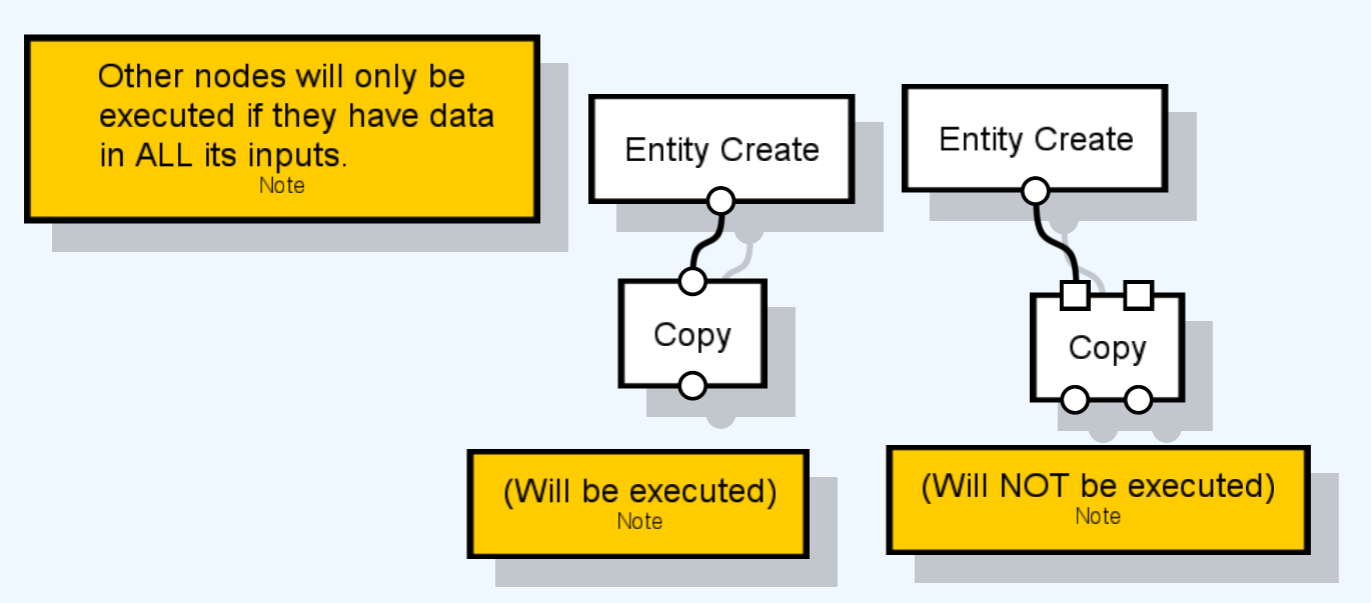 Other nodes will only be
executed if they have data
in ALL its inputs.
Note
Entity Create
Entity Create
Copy
Copy
(Will be executed)
Note
(Will NOT be executed)
Note